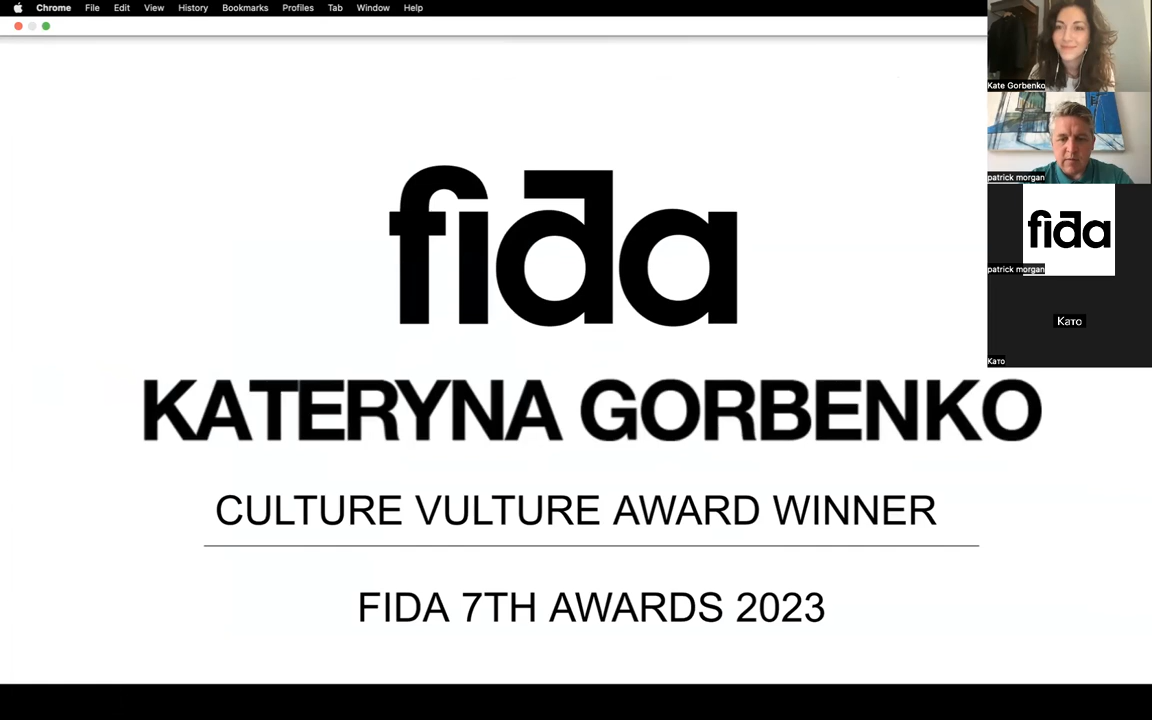 Chrome File Edit View History Bookmarks Profiles Tab Window Help
Kate Gorbenko
patrick morgan
fida
patrick morgan
Като
Като
fida
KATERYNA GORBENKO
CULTURE VULTURE AWARD WINNER
FIDA 7TH AWARDS 2023